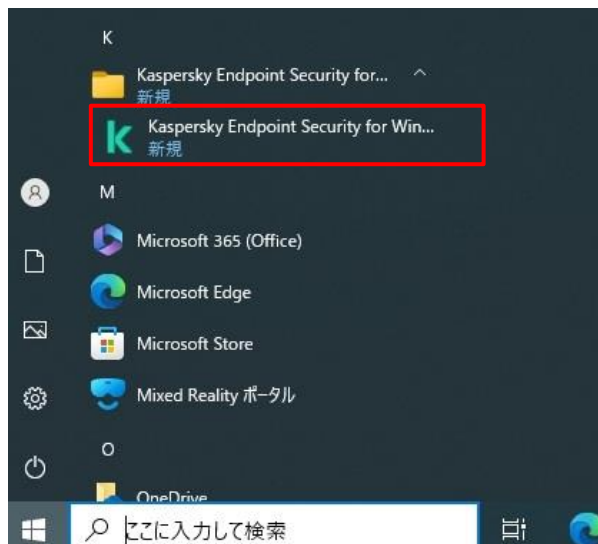 K
Kaspersky Endpoint Security for...
新規
Kaspersky Endpoint Security for Win...
新規
M
Microsoft 365 (Office)
Microsoft Edge
Microsoft Store
Mixed Reality ポータル
O
OneDrive
ここに入力して検索